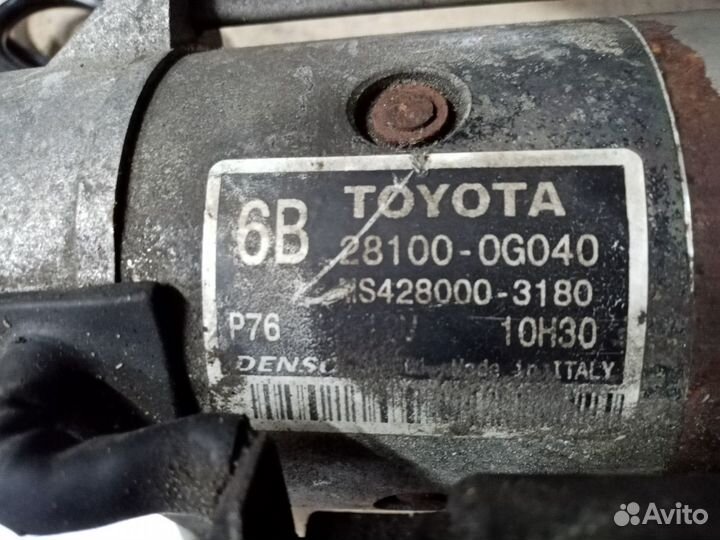 6B TOYOTA
28100-0G040
MS428000-3180
P76 10H30
DENSO Made in ITALY
Avito